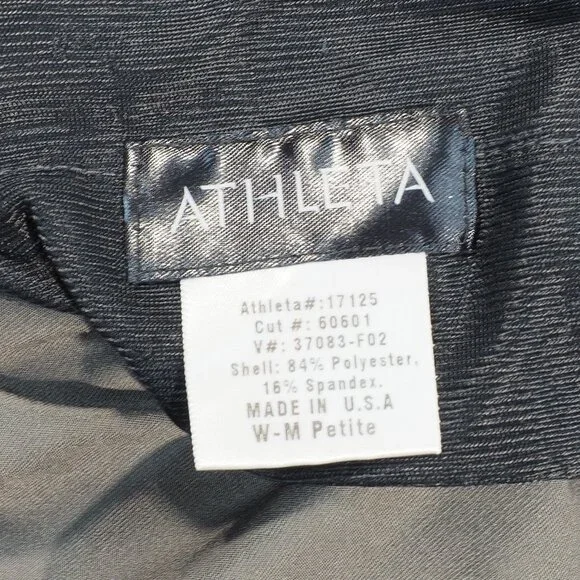 ATHLETA
Athleta#:17125
Cut #: 60601
V#: 37083-F02
Shell: 84% Polyester.
16% Spandex.
MADE IN U.S.A
W-M Petite